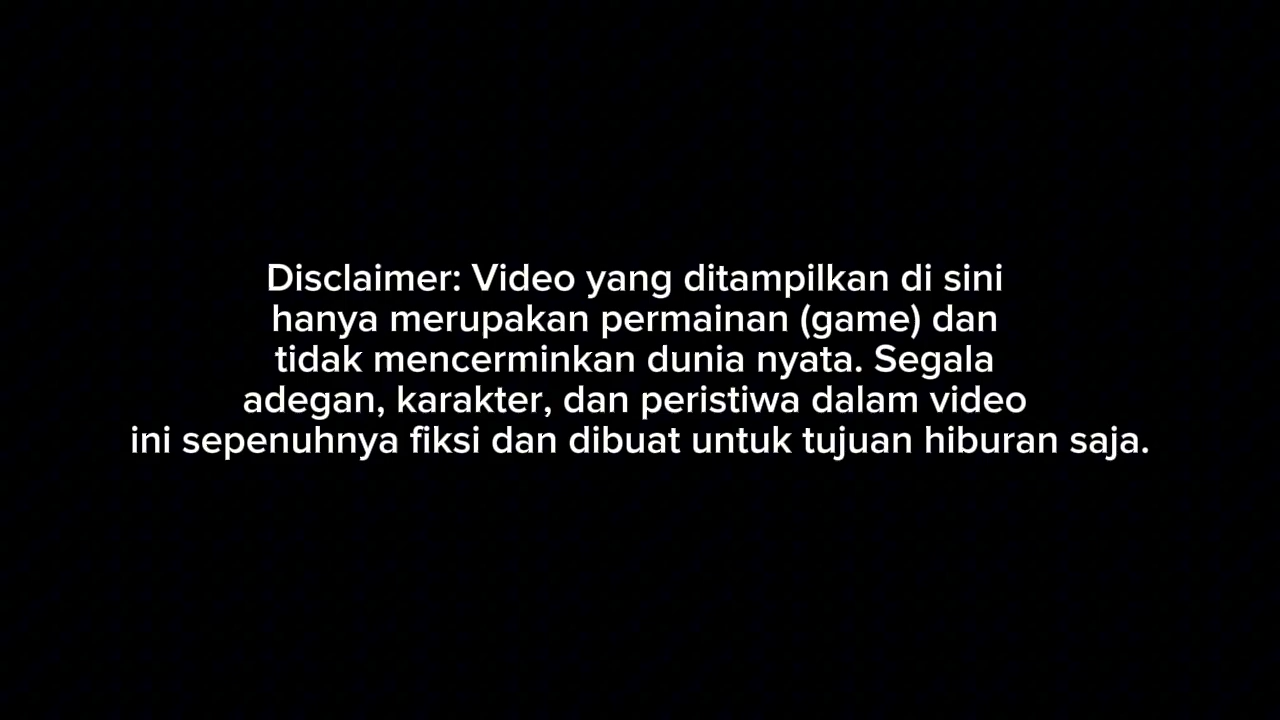 Disclaimer: Video yang ditampilkan di sini
hanya merupakan permainan (game) dan
tidak mencerminkan dunia nyata. Segala
adegan, karakter, dan peristiwa dalam video
ini sepenuhnya fiksi dan dibuat untuk tujuan hiburan saja.